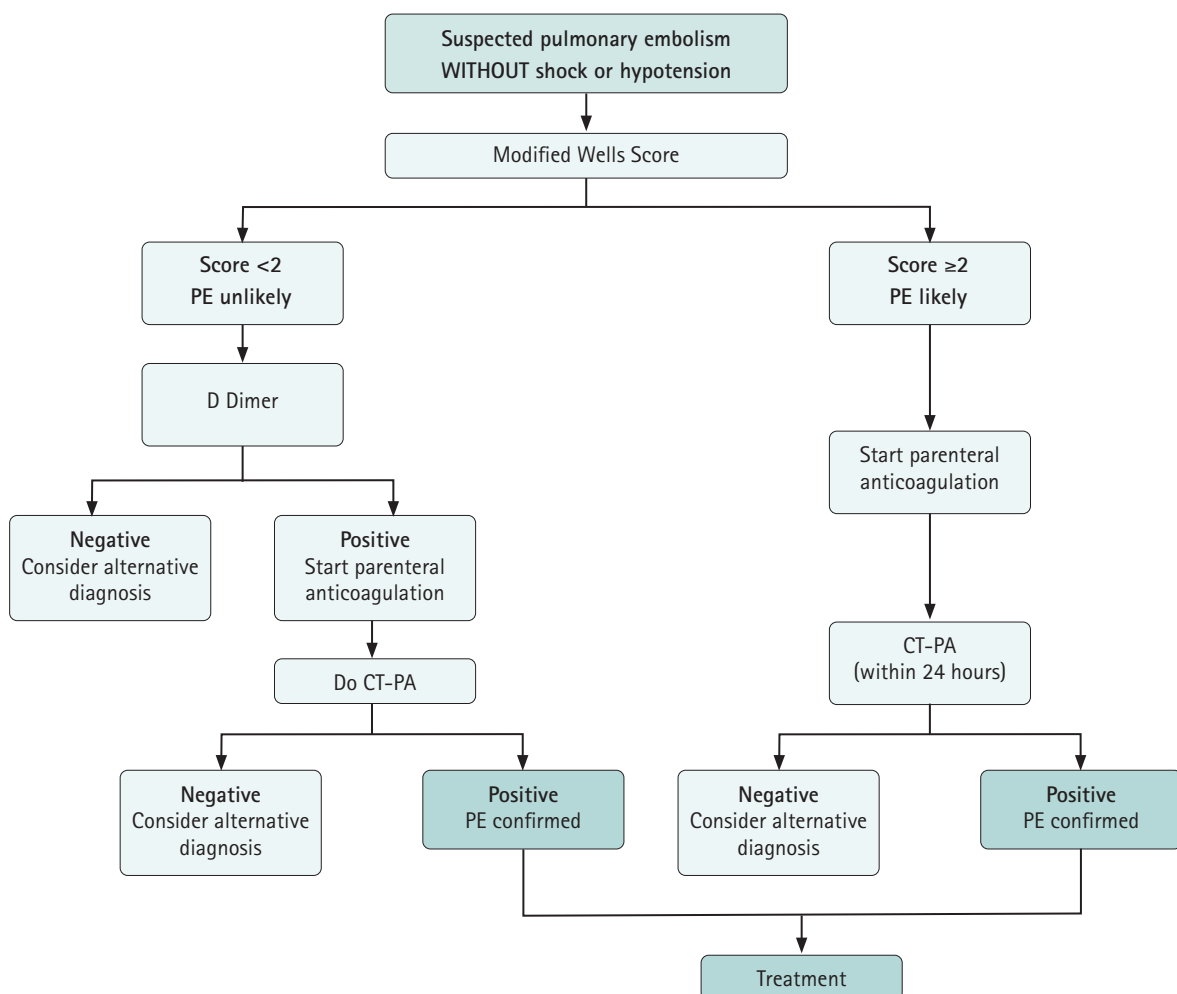 Suspected pulmonary embolism
WITHOUT shock or hypotension
Modified Wells Score
Score <2
PE unlikely
Score ≥2
PE likely
D Dimer
Start parenteral
anticoagulation
Negative
Consider alternative
diagnosis
Positive
Start parenteral
anticoagulation
CT-PA
(within 24 hours)
Do CT-PA
Negative
Consider alternative
diagnosis
Positive
PE confirmed
Negative
Consider alternative
diagnosis
Positive
PE confirmed
Treatment